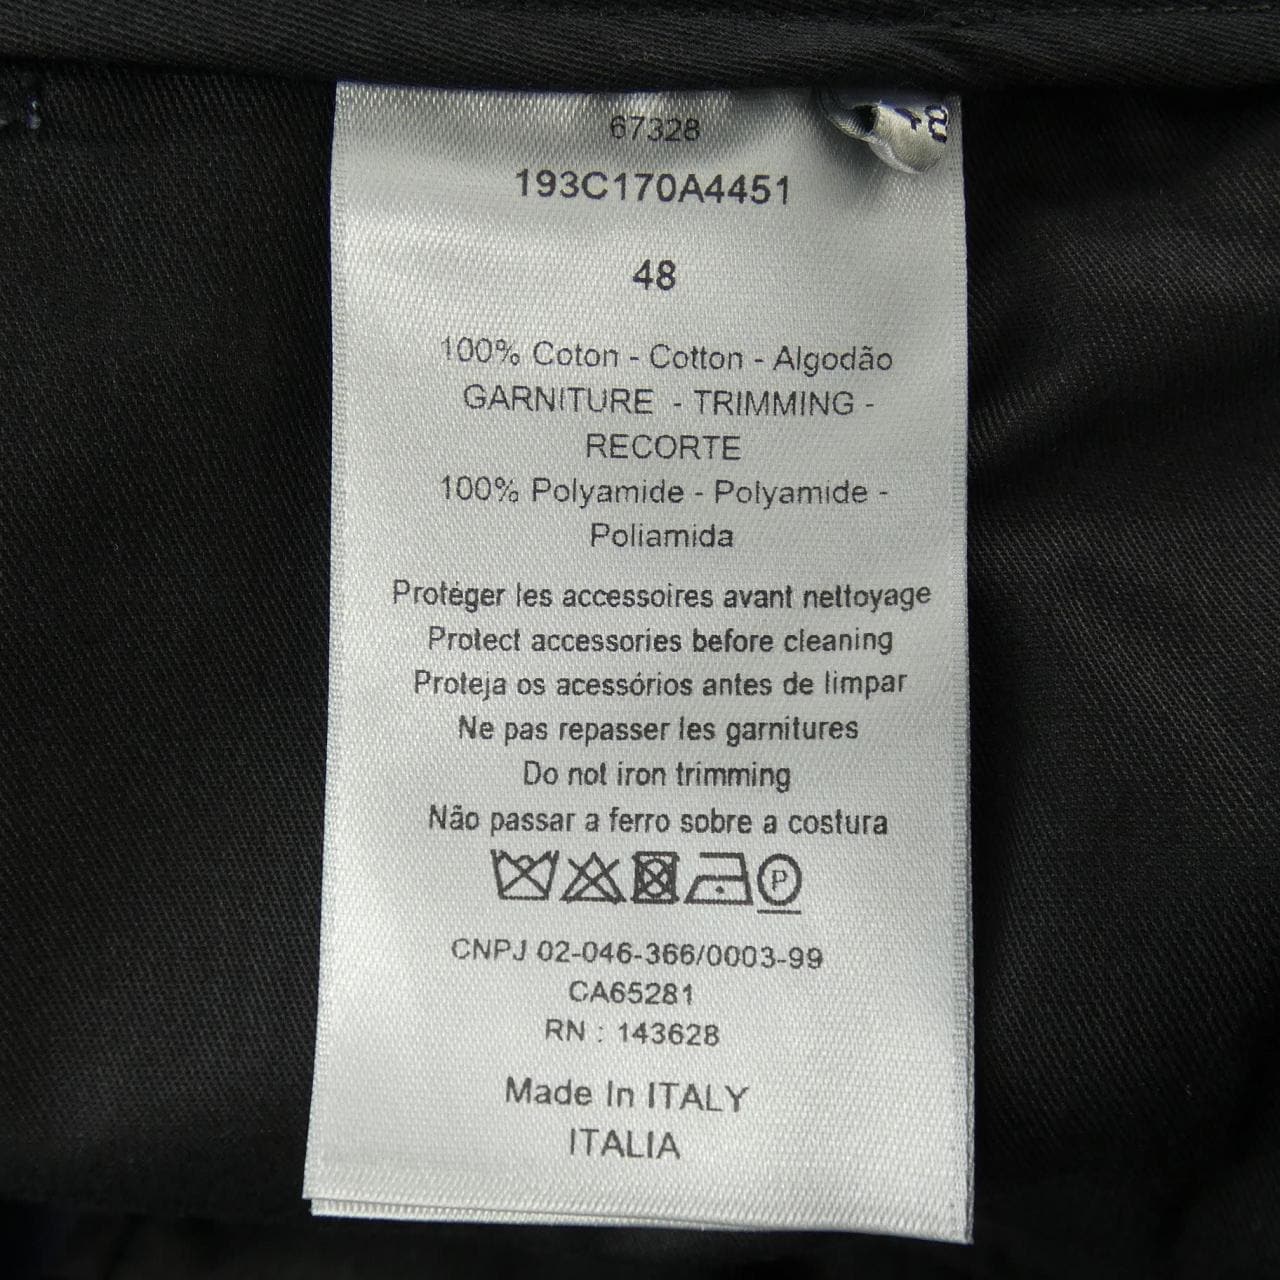 67328
48
193C170A4451
48
100% Coton - Cotton - Algodão
GARNITURE - TRIMMING -
RECORTE
100% Polyamide - Polyamide -
Poliamida
Protéger les accessoires avant nettoyage
Protect accessories before cleaning
Proteja os acessórios antes de limpar
Ne pas repasser les garnitures
Do not iron trimming
Não passar a ferro sobre a costura
P
CNPJ 02-046-366/0003-99
CA65281
RN : 143628
Made In ITALY
ITALIA